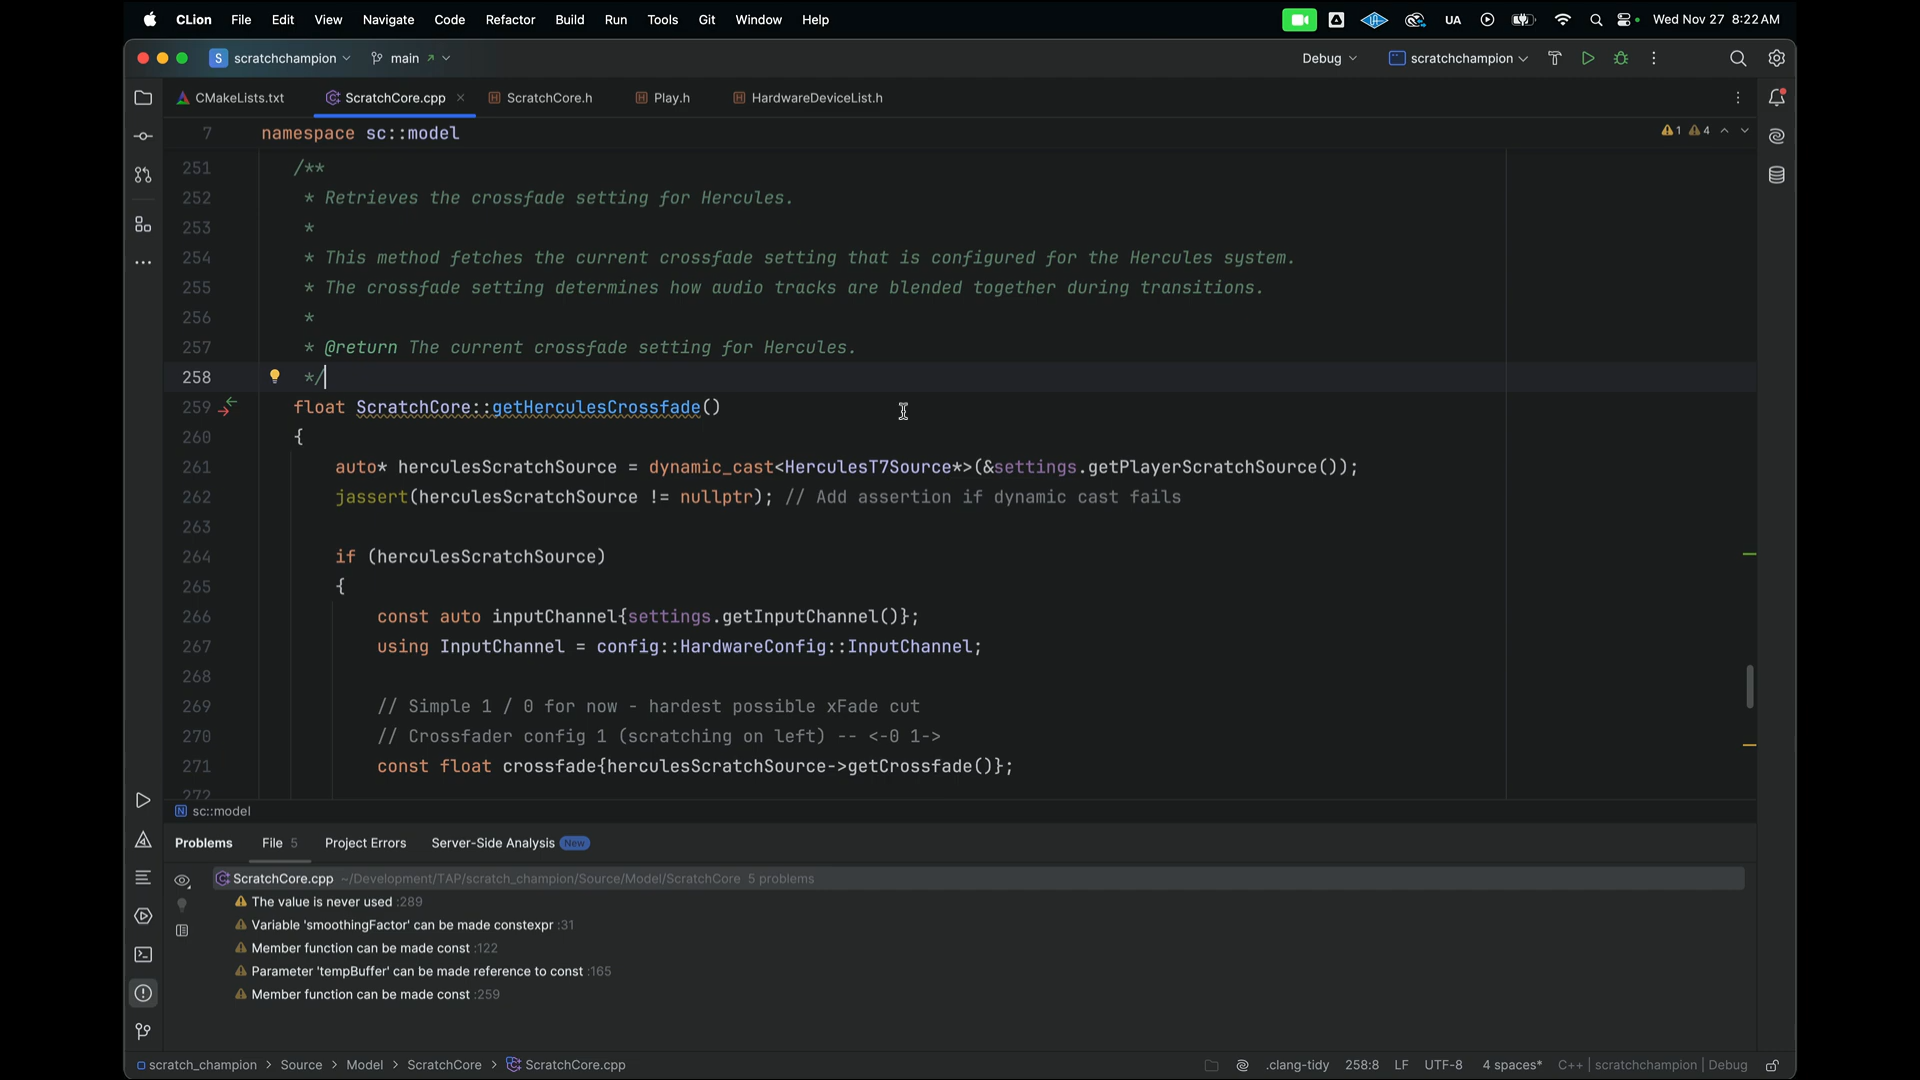 CLion File Edit View Navigate Code Refactor Build Run Tools Git Window Help UA Wed Nov 27 8:22 AM
S scratchchampion main Debug scratchchampion
CMakeLists.txt ScratchCore.cpp ScratchCore.h Play.h HardwareDeviceList.h
7 namespace sc::model 1 4
251 /**
252 * Retrieves the crossfade setting for Hercules.
253 *
254 * This method fetches the current crossfade setting that is configured for the Hercules system.
255 * The crossfade setting determines how audio tracks are blended together during transitions.
256 *
257 * @return The current crossfade setting for Hercules.
258 */
259 float ScratchCore::getHerculesCrossfade()
260 {
261 auto* herculesScratchSource = dynamic_cast<HerculesT7Source*>(&settings.getPlayerScratchSource());
262 jassert(herculesScratchSource != nullptr); // Add assertion if dynamic cast fails
263
264 if (herculesScratchSource)
265 {
266 const auto inputChannel{settings.getInputChannel()};
267 using InputChannel = config::HardwareConfig::InputChannel;
268
269 // Simple 1 / 0 for now - hardest possible xFade cut
270 // Crossfader config 1 (scratching on left) -- <-0 1->
271 const float crossfade{herculesScratchSource->getCrossfade()};
272
N sc::model
Problems File 5 Project Errors Server-Side Analysis New
ScratchCore.cpp ~/Development/TAP/scratch_champion/Source/Model/ScratchCore 5 problems
The value is never used :289
Variable 'smoothingFactor' can be made constexpr :31
Member function can be made const :122
Parameter 'tempBuffer' can be made reference to const :165
Member function can be made const :259
scratch_champion > Source > Model > ScratchCore > ScratchCore.cpp .clang-tidy 258:8 LF UTF-8 4 spaces* C++ | scratchchampion | Debug